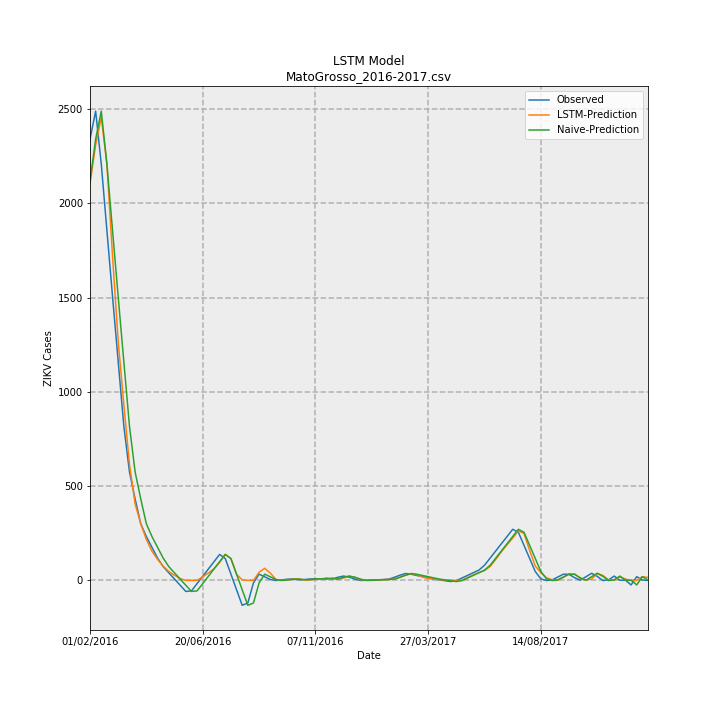 LSTM Model
MatoGrosso_2016-2017.csv
Observed
LSTM-Prediction
Naive-Prediction
2500
2000
1500
1000
500
0
ZIKV Cases
01/02/2016
20/06/2016
07/11/2016
27/03/2017
14/08/2017
Date